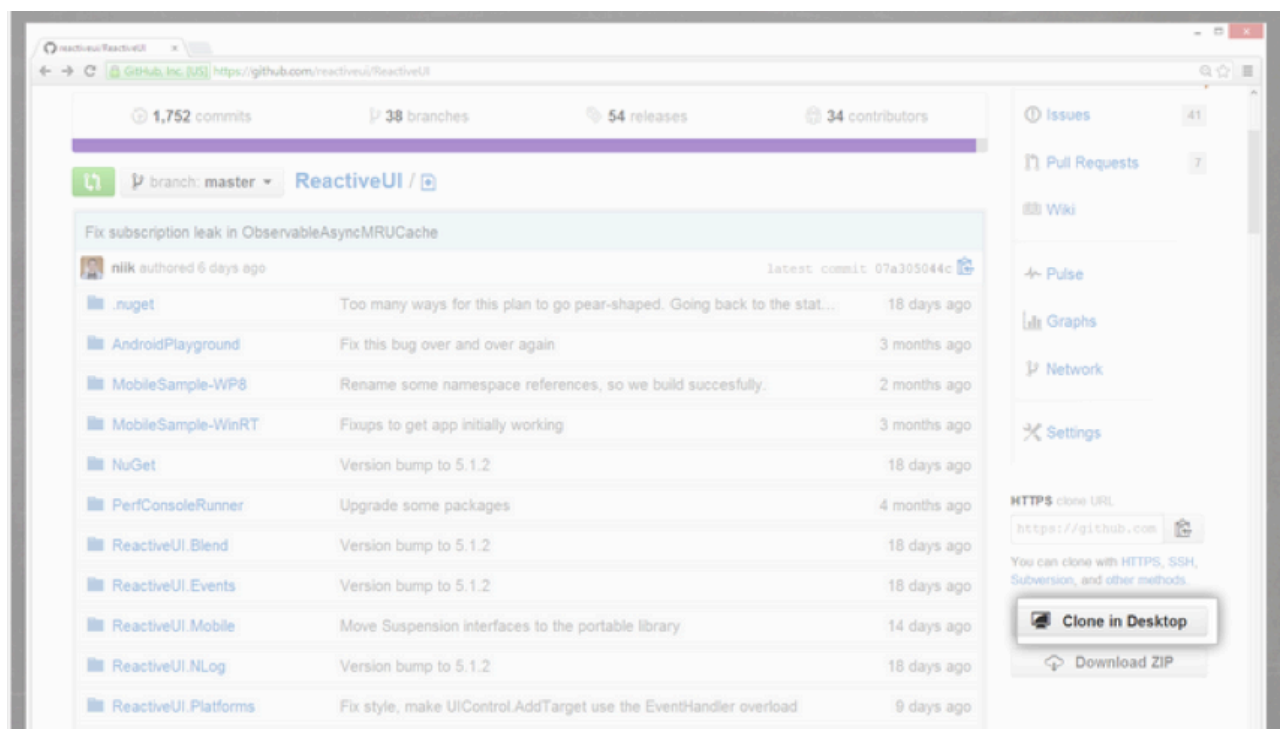 reactiveui/ReactiveUI
GitHub, Inc. [US] https://github.com/reactiveui/ReactiveUI
1,752 commits 38 branches 54 releases 34 contributors
branch: master ReactiveUI /
Fix subscription leak in ObservableAsyncMRUCache
niik authored 6 days ago latest commit 07a305044c
.nuget Too many ways for this plan to go pear-shaped. Going back to the stat... 18 days ago
AndroidPlayground Fix this bug over and over again 3 months ago
MobileSample-WP8 Rename some namespace references, so we build succesfully. 2 months ago
MobileSample-WinRT Fixups to get app initially working 3 months ago
NuGet Version bump to 5.1.2 18 days ago
PerfConsoleRunner Upgrade some packages 4 months ago
ReactiveUI.Blend Version bump to 5.1.2 18 days ago
ReactiveUI.Events Version bump to 5.1.2 18 days ago
ReactiveUI.Mobile Move Suspension interfaces to the portable library 14 days ago
ReactiveUI.NLog Version bump to 5.1.2 18 days ago
ReactiveUI.Platforms Fix style, make UIControl.AddTarget use the EventHandler overload 9 days ago
Issues 41
Pull Requests 7
Wiki
Pulse
Graphs
Network
Settings
HTTPS clone URL
https://github.com
You can clone with HTTPS, SSH,
Subversion, and other methods.
Clone in Desktop
Download ZIP